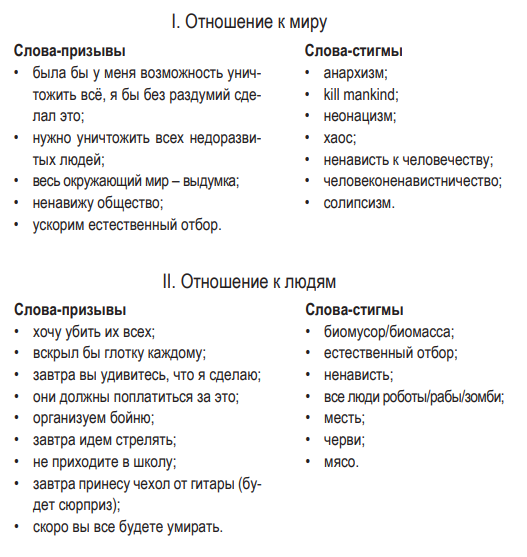 I. Отношение к миру
Слова-призывы
• была бы у меня возможность унич-
тожить всё, я бы без раздумий сде-
лал это;
• нужно уничтожить всех недоразви-
тых людей;
• весь окружающий мир – выдумка;
• ненавижу общество;
• ускорим естественный отбор.
Слова-стигмы
• анархизм;
• kill mankind;
• неонацизм;
• хаос;
• ненависть к человечеству;
• человеконенавистничество;
• солипсизм.
II. Отношение к людям
Слова-призывы
• хочу убить их всех;
• вскрыл бы глотку каждому;
• завтра вы удивитесь, что я сделаю;
• они должны поплатиться за это;
• организуем бойню;
• завтра идем стрелять;
• не приходите в школу;
• завтра принесу чехол от гитары (бу-
дет сюрприз);
• скоро вы все будете умирать.
Слова-стигмы
• биомусор/биомасса;
• естественный отбор;
• ненависть;
• все люди роботы/рабы/зомби;
• месть;
• черви;
• мясо.